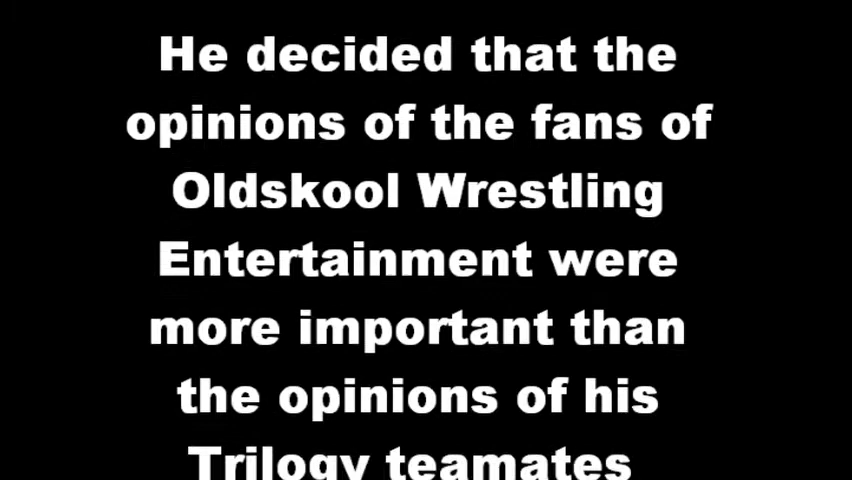 He decided that the
opinions of the fans of
Oldskool Wrestling
Entertainment were
more important than
the opinions of his
Trilogy teamates